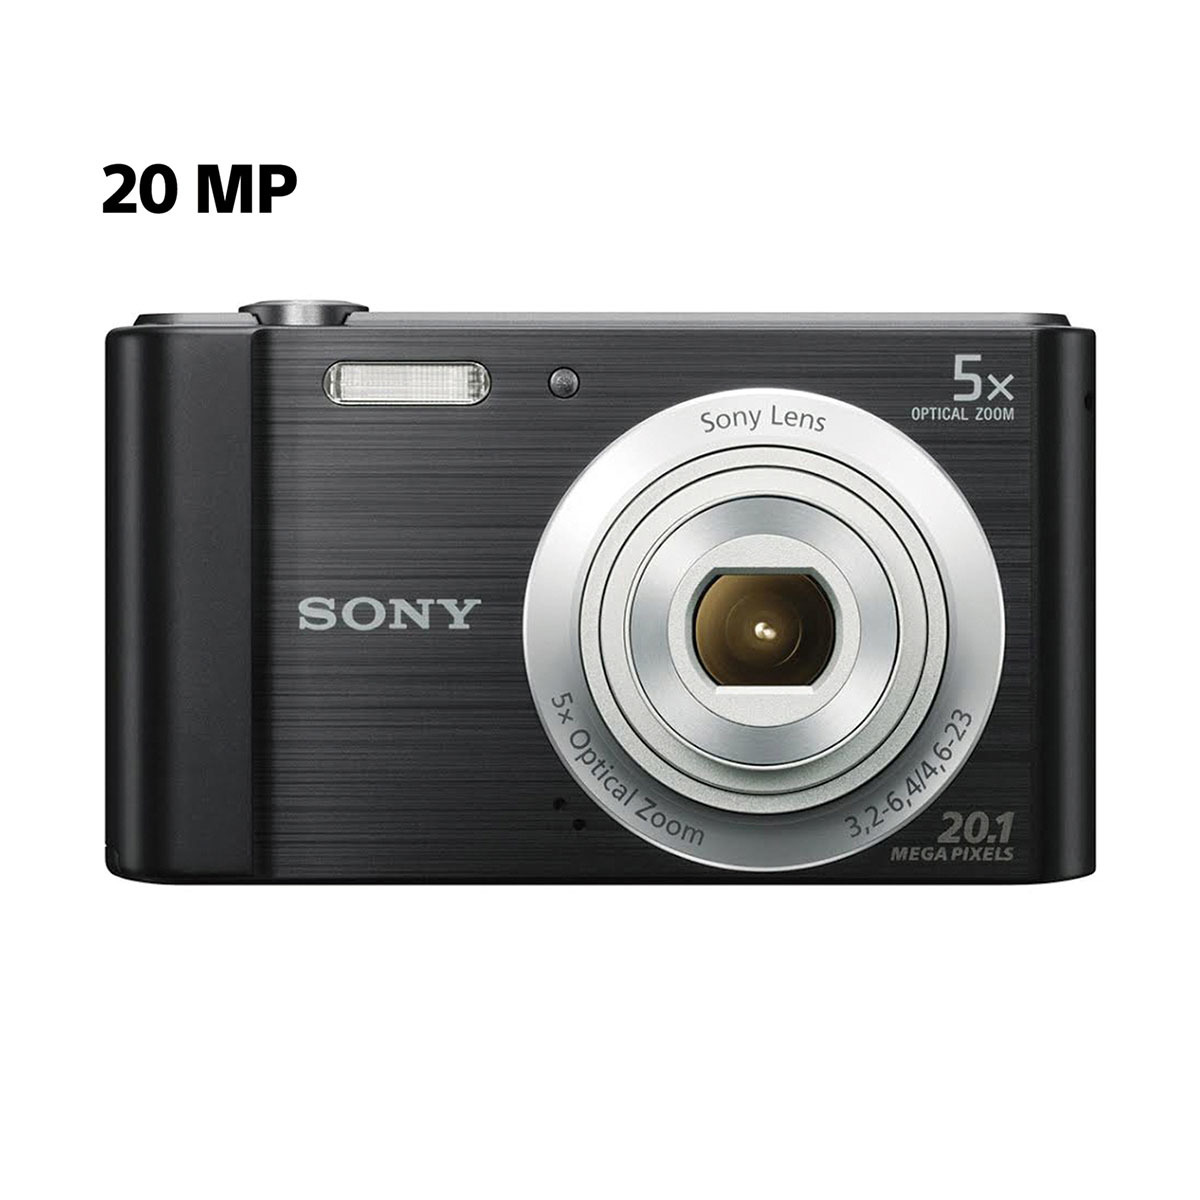 20 MP
5x
OPTICAL ZOOM
Sony Lens
SONY
5x Optical Zoom
3,2-6,4/4,6-23
20.1
MEGA PIXELS